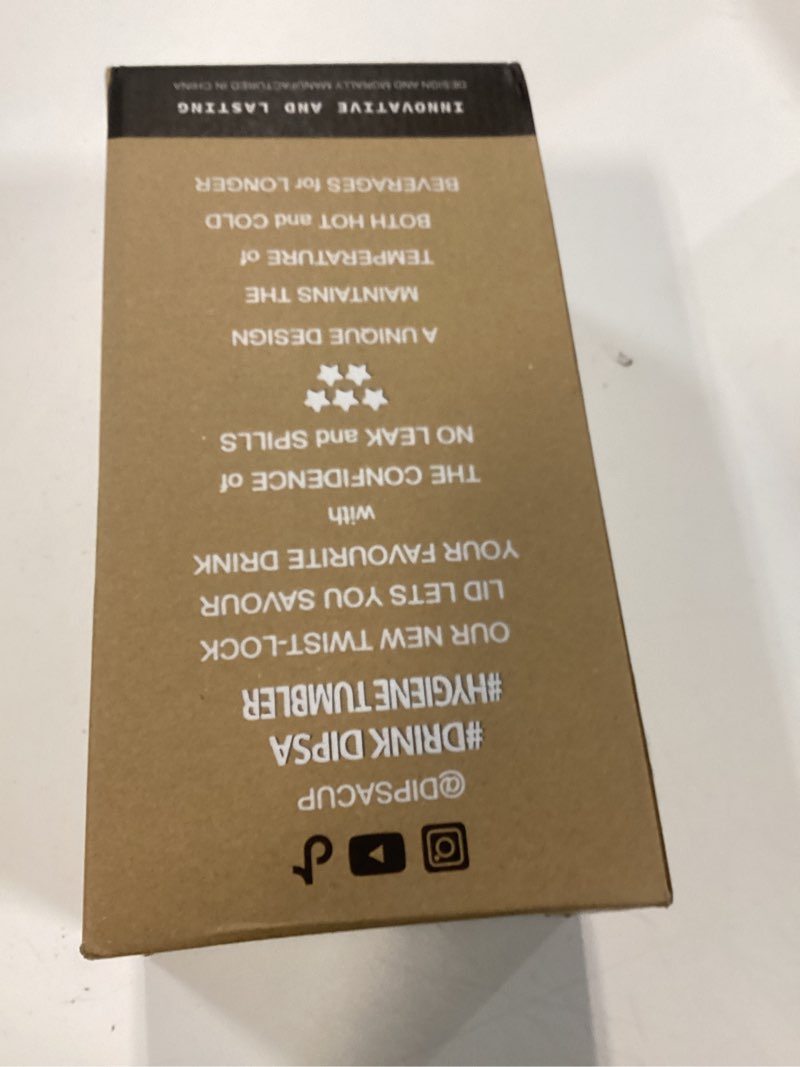 @DIPSACUP
#DRINK DIPSA
#HYGIENETUMBLER
OUR NEW TWIST-LOCK
LID LETS YOU SAVOUR
YOUR FAVOURITE DRINK
with
THE CONFIDENCE of
NO LEAK and SPILLS
A UNIQUE DESIGN
MAINTAINS THE
TEMPERATURE of
BOTH HOT and COLD
BEVERAGES for LONGER
INNOVATIVE AND LASTING
DESIGN AND MORALLY MANUFACTURED IN CHINA